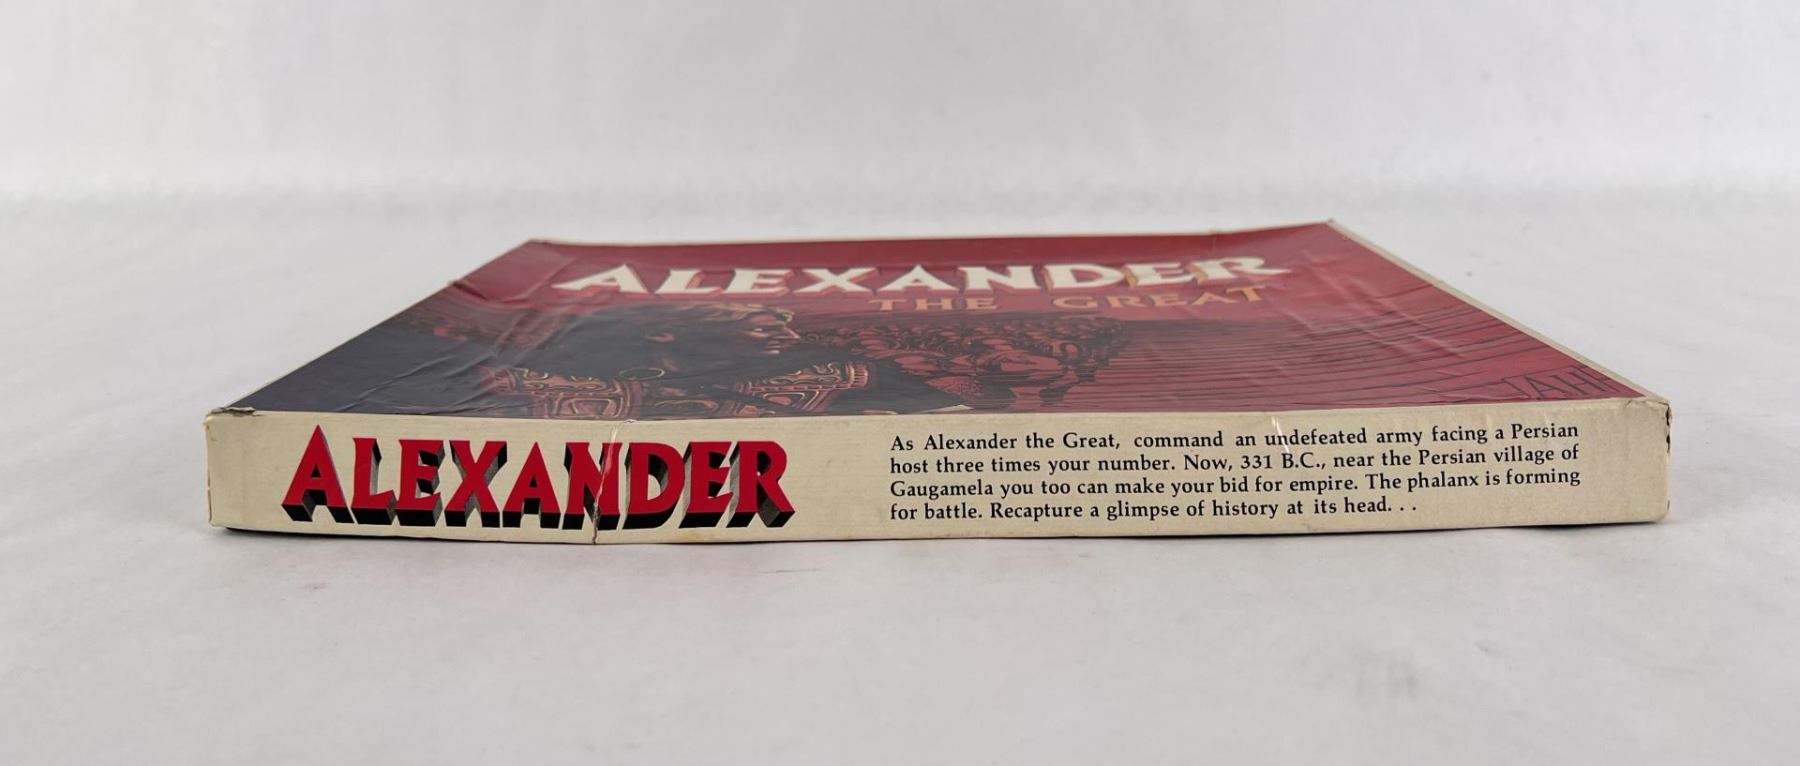 ALEXANDER
THE GREAT
ALEXANDER
As Alexander the Great, command an undefeated army facing a Persian
host three times your number. Now, 331 B.C., near the Persian village of
Gaugamela you too can make your bid for empire. The phalanx is forming
for battle. Recapture a glimpse of history at its head. . .